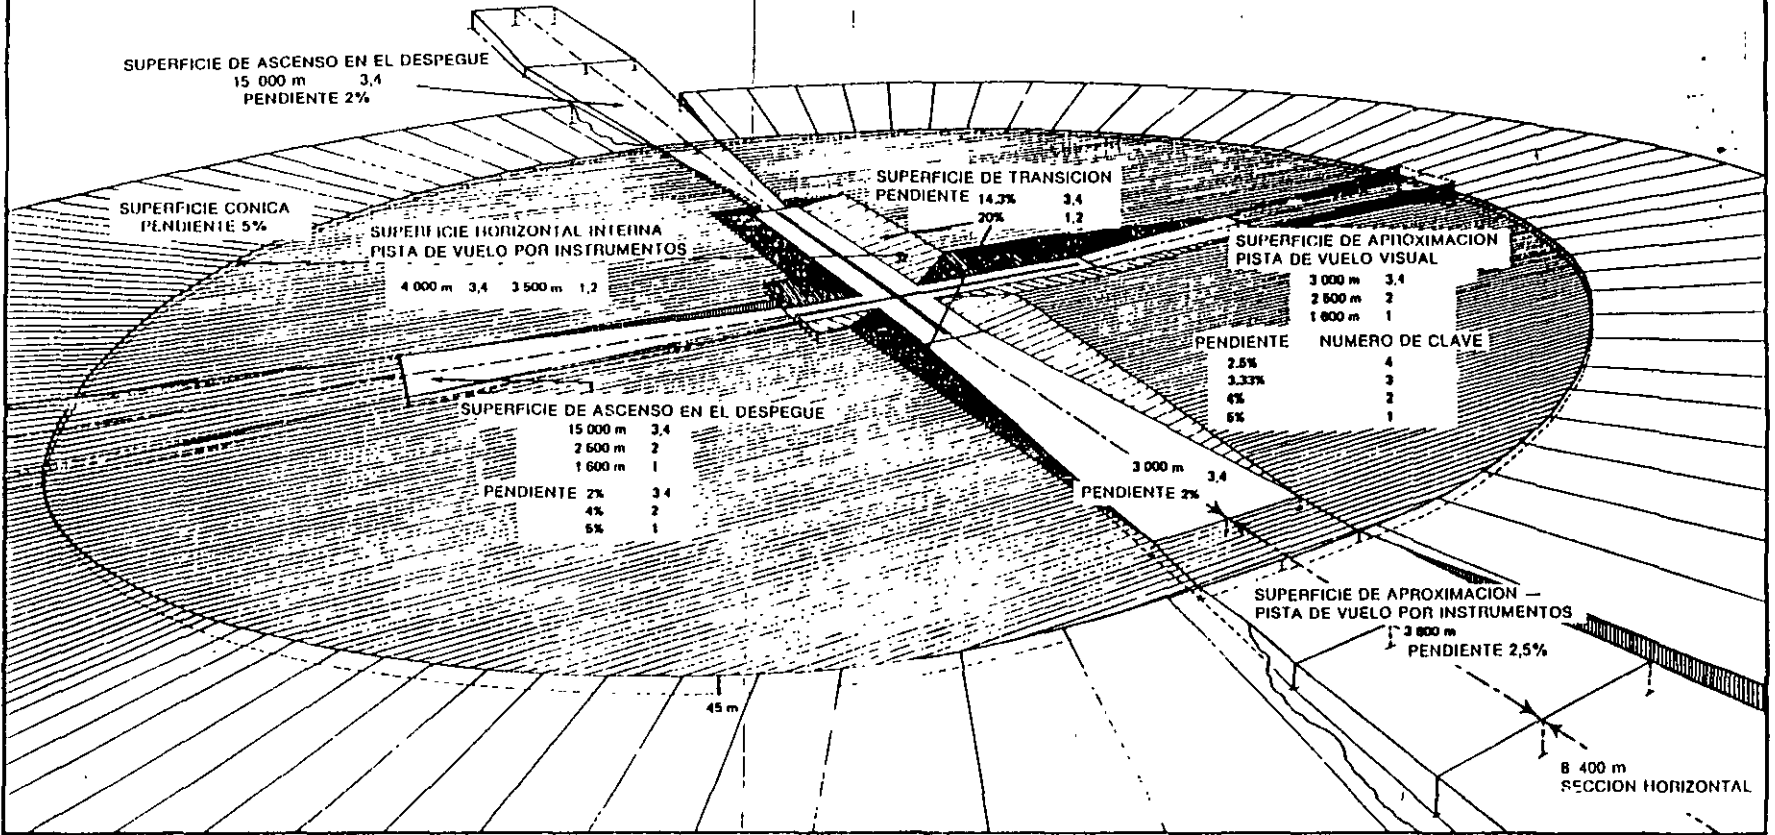 SUPERFICIE DE ASCENSO EN EL DESPEGUE
15 000 m 3,4
PENDIENTE 2%
SUPERFICIE CONICA
PENDIENTE 5%
SUPERFICIE HORIZONTAL INTERNA
PISTA DE VUELO POR INSTRUMENTOS
4 000 m 3,4 3 500 m 1,2
SUPERFICIE DE TRANSICION
PENDIENTE 14.3% 3,4
20% 1,2
SUPERFICIE DE APROXIMACION
PISTA DE VUELO VISUAL
3 000 m 3,4
2 500 m 2
1 600 m 1
PENDIENTE NUMERO DE CLAVE
2.5% 4
3.33% 3
4% 2
5% 1
SUPERFICIE DE ASCENSO EN EL DESPEGUE
15 000 m 3,4
2 500 m 2
1 600 m 1
PENDIENTE 2% 3 4
4% 2
5% 1
3 000 m 3,4
PENDIENTE 2%
SUPERFICIE DE APROXIMACION —
PISTA DE VUELO POR INSTRUMENTOS
3 600 m
PENDIENTE 2,5%
45 m
8 400 m
SECCION HORIZONTAL